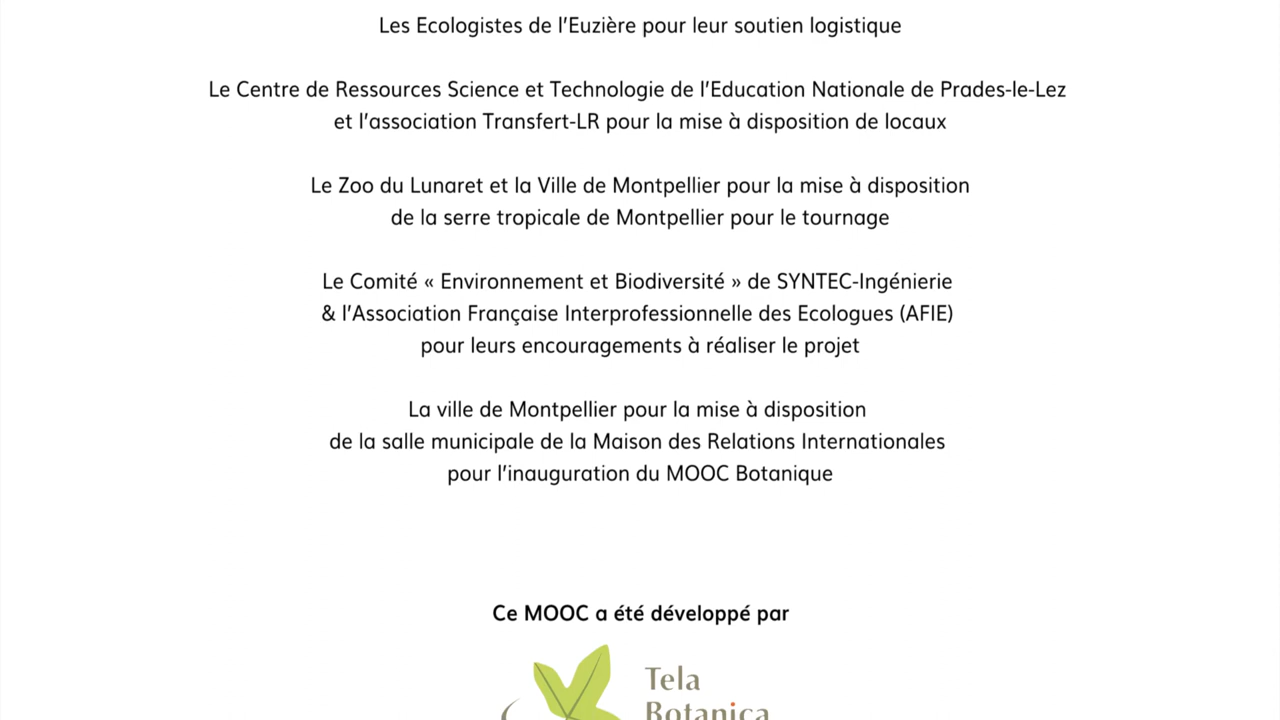 Les Ecologistes de l'Euzière pour leur soutien logistique
Le Centre de Ressources Science et Technologie de l'Education Nationale de Prades-le-Lez
et l'association Transfert-LR pour la mise à disposition de locaux
Le Zoo du Lunaret et la Ville de Montpellier pour la mise à disposition
de la serre tropicale de Montpellier pour le tournage
Le Comité « Environnement et Biodiversité » de SYNTEC-Ingénierie
& l'Association Française Interprofessionnelle des Ecologues (AFIE)
pour leurs encouragements à réaliser le projet
La ville de Montpellier pour la mise à disposition
de la salle municipale de la Maison des Relations Internationales
pour l'inauguration du MOOC Botanique
Ce MOOC a été développé par
Tela
Botanica